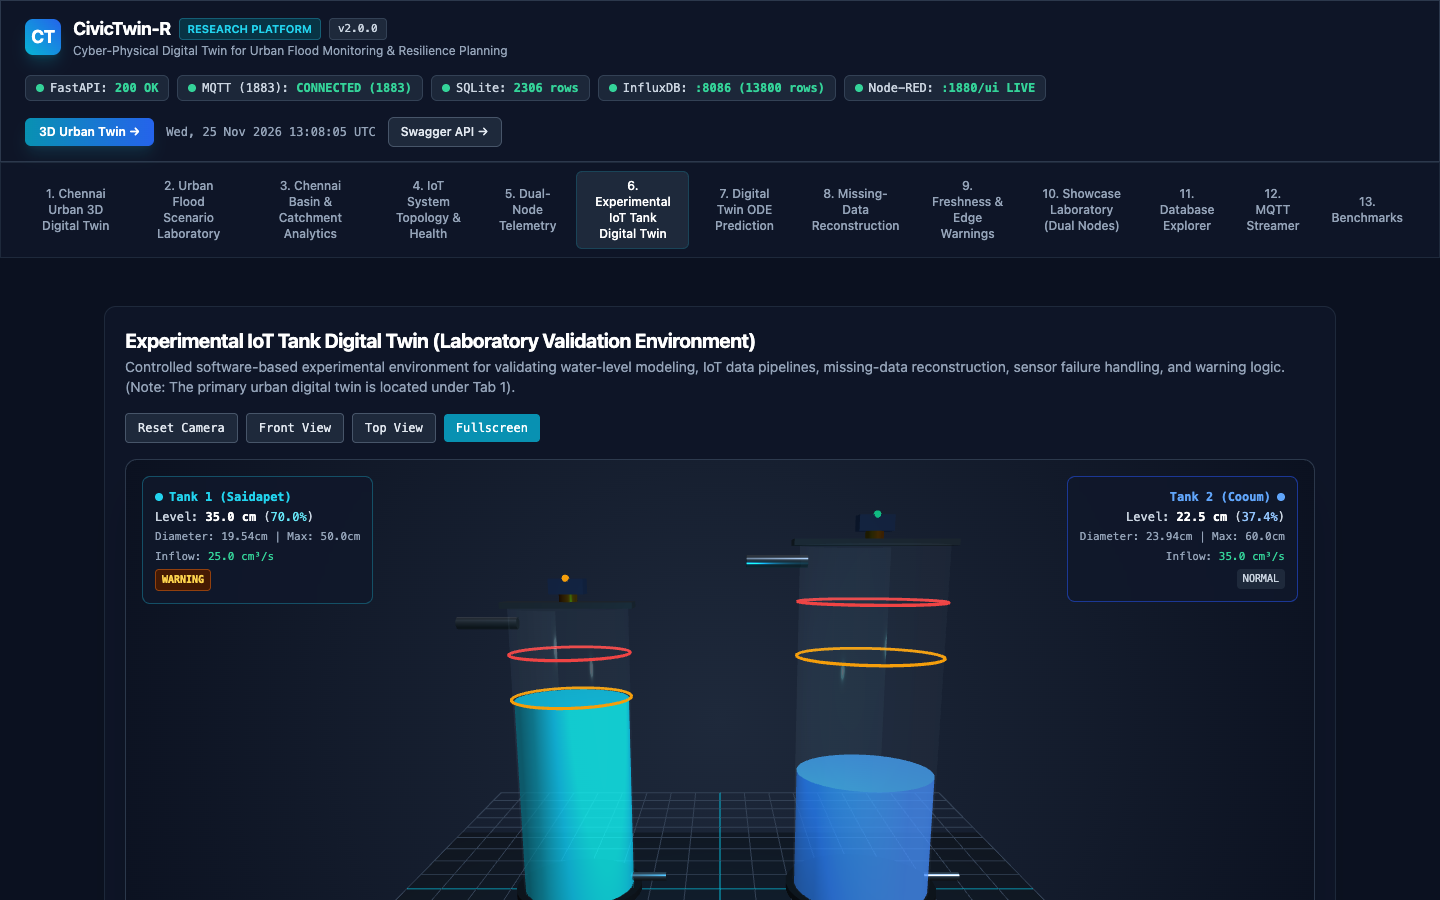 CT
CivicTwin-R
RESEARCH PLATFORM
v2.0.0
Cyber-Physical Digital Twin for Urban Flood Monitoring & Resilience Planning
FastAPI: 200 OK
MQTT (1883): CONNECTED (1883)
SQLite: 2306 rows
InfluxDB: :8086 (13800 rows)
Node-RED: :1880/ui LIVE
3D Urban Twin →
Wed, 25 Nov 2026 13:08:05 UTC
Swagger API →
1. Chennai
Urban 3D
Digital Twin
2. Urban
Flood
Scenario
Laboratory
3. Chennai
Basin &
Catchment
Analytics
4. IoT
System
Topology &
Health
5. Dual-
Node
Telemetry
6.
Experimental
IoT Tank
Digital Twin
7. Digital
Twin ODE
Prediction
8. Missing-
Data
Reconstruction
9.
Freshness &
Edge
Warnings
10. Showcase
Laboratory
(Dual Nodes)
11.
Database
Explorer
12.
MQTT
Streamer
13.
Benchmarks
Experimental IoT Tank Digital Twin (Laboratory Validation Environment)
Controlled software-based experimental environment for validating water-level modeling, IoT data pipelines, missing-data reconstruction, sensor failure handling, and warning logic.
(Note: The primary urban digital twin is located under Tab 1).
Reset Camera
Front View
Top View
Fullscreen
Tank 1 (Saidapet)
Level: 35.0 cm (70.0%)
Diameter: 19.54cm | Max: 50.0cm
Inflow: 25.0 cm³/s
WARNING
Tank 2 (Cooum)
Level: 22.5 cm (37.4%)
Diameter: 23.94cm | Max: 60.0cm
Inflow: 35.0 cm³/s
NORMAL